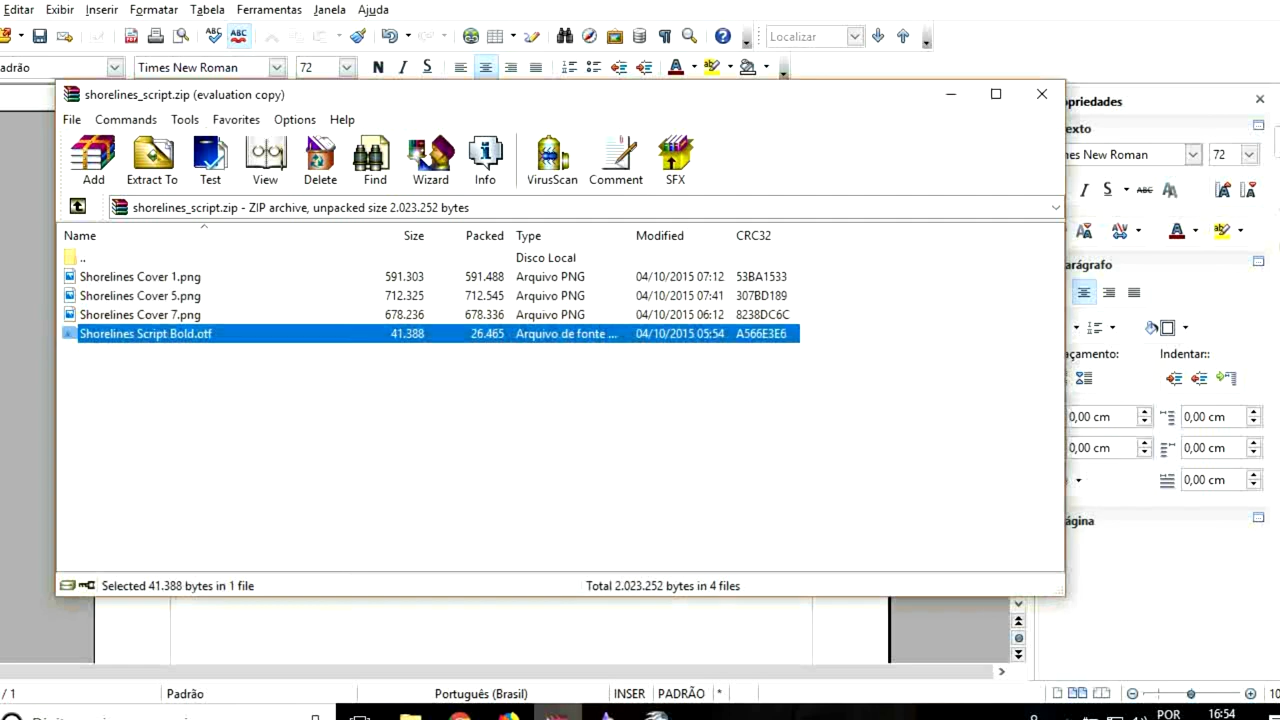 Editar Exibir Inserir Formatar Tabela Ferramentas Janela Ajuda
Localizar
adrão Times New Roman 72 N I S
shorelines_script.zip (evaluation copy)
File Commands Tools Favorites Options Help
Add Extract To Test View Delete Find Wizard Info VirusScan Comment SFX
shorelines_script.zip - ZIP archive, unpacked size 2.023.252 bytes
Name Size Packed Type Modified CRC32
.. Disco Local
Shorelines Cover 1.png 591.303 591.488 Arquivo PNG 04/10/2015 07:12 53BA1533
Shorelines Cover 5.png 712.325 712.545 Arquivo PNG 04/10/2015 07:41 307BD189
Shorelines Cover 7.png 678.236 678.336 Arquivo PNG 04/10/2015 06:12 8238DC6C
Shorelines Script Bold.otf 41.388 26.465 Arquivo de fonte ... 04/10/2015 05:54 A566E3E6
Selected 41.388 bytes in 1 file Total 2.023.252 bytes in 4 files
opriedades
exto
nes New Roman 72
I S ABC
arágrafo
açamento: Indentar::
0,00 cm 0,00 cm
0,00 cm 0,00 cm
0,00 cm
ágina
/ 1 Padrão Português (Brasil) INSER PADRÃO * 10
POR 16:54